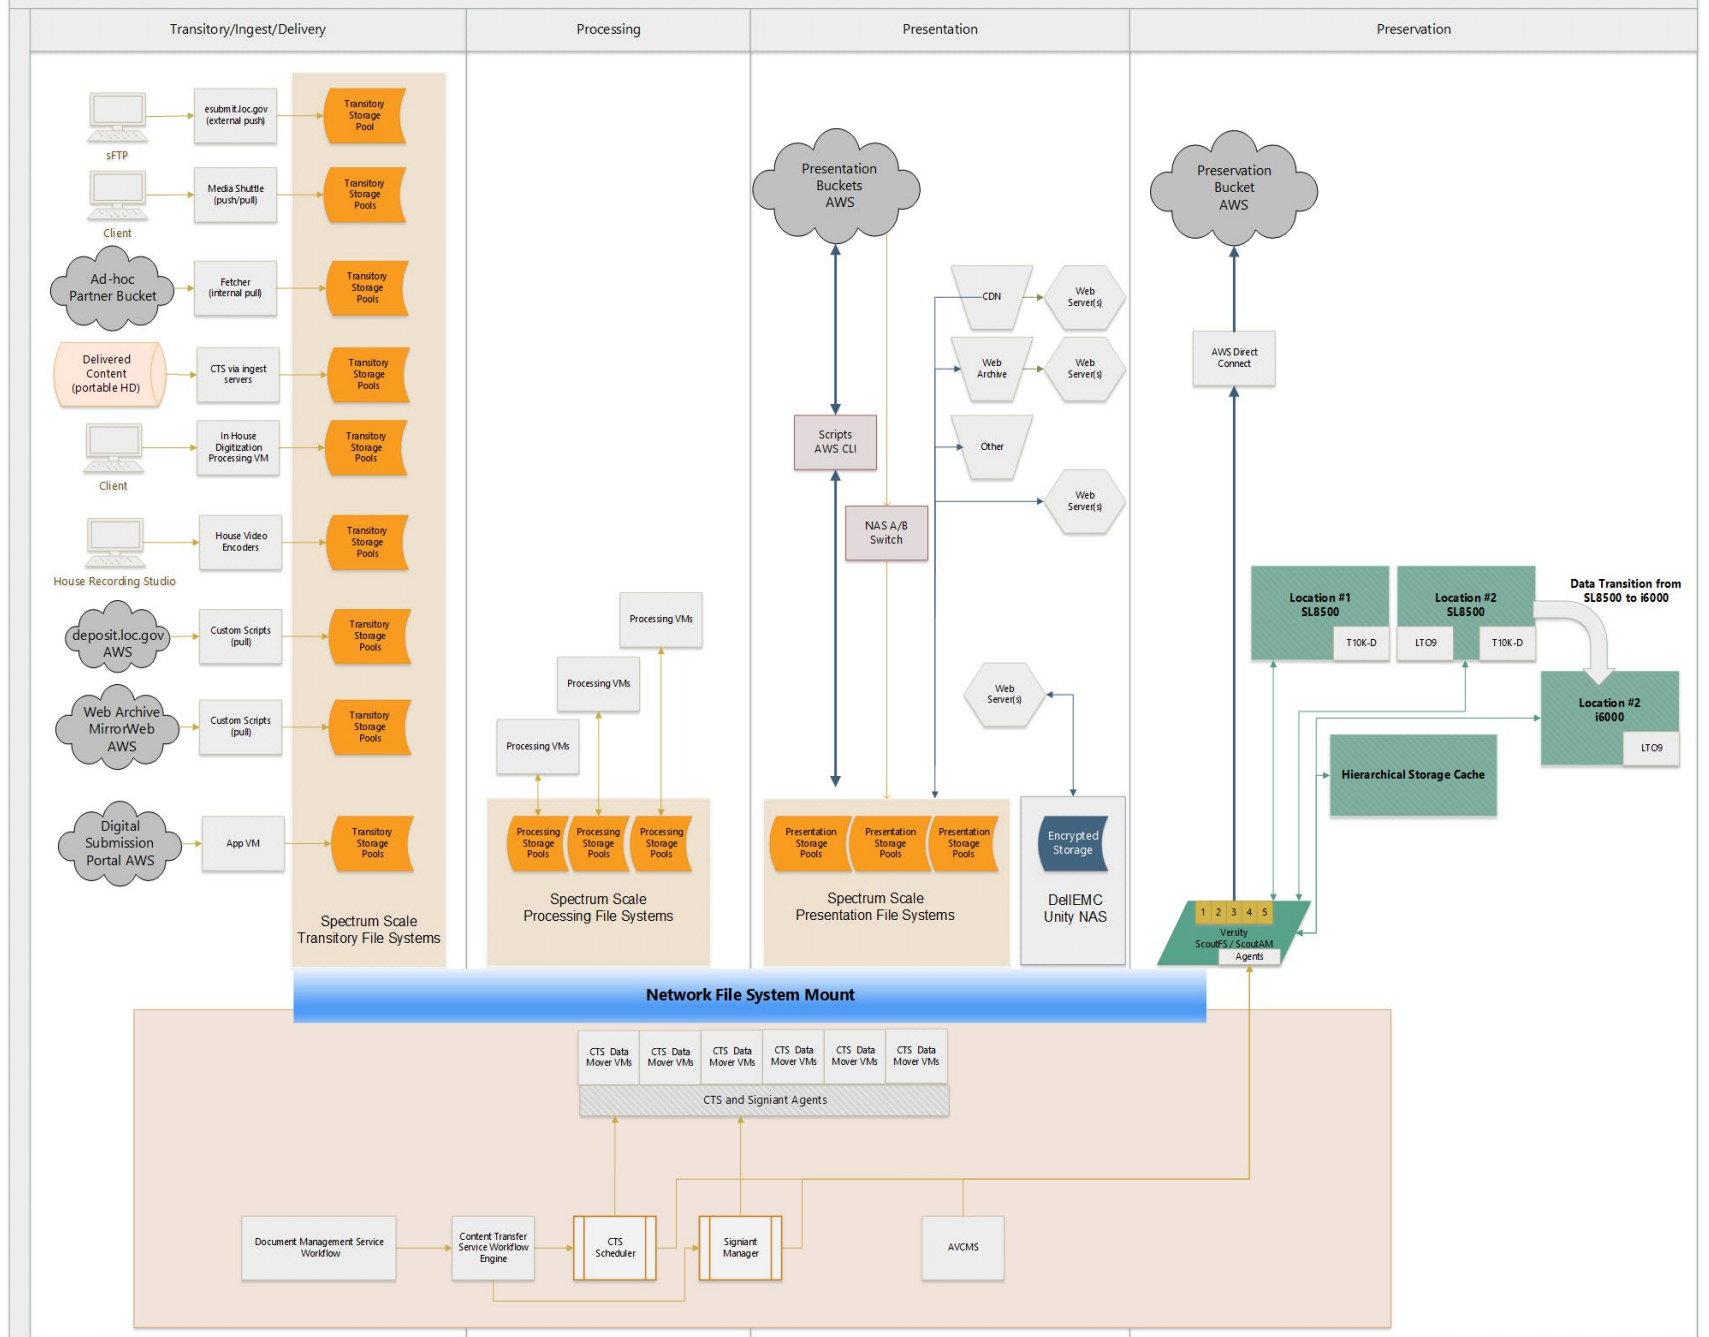 Transitory/Ingest/Delivery
Processing
Presentation
Preservation
esubmit.loc.gov
(external push)
Transitory
Storage
Pool
sFTP
Media Shuttle
(push/pull)
Transitory
Storage
Pools
Client
Ad-hoc
Partner Bucket
Fetcher
(internal pull)
Transitory
Storage
Pools
Delivered
Content
(portable HD)
CTS via ingest
servers
Transitory
Storage
Pools
In House
Digitization
Processing VM
Transitory
Storage
Pools
Client
House Video
Encoders
Transitory
Storage
Pools
House Recording Studio
deposit.loc.gov
AWS
Custom Scripts
(pull)
Transitory
Storage
Pools
Web Archive
MirrorWeb
AWS
Custom Scripts
(pull)
Transitory
Storage
Pools
Digital
Submission
Portal AWS
App VM
Transitory
Storage
Pools
Spectrum Scale
Transitory File Systems
Processing VMs
Processing VMs
Processing VMs
Processing
Storage
Pools
Processing
Storage
Pools
Processing
Storage
Pools
Spectrum Scale
Processing File Systems
Presentation
Buckets
AWS
Scripts
AWS CLI
NAS A/B
Switch
CDN
Web
Server(s)
Web
Archive
Web
Server(s)
Other
Web
Server(s)
Web
Server(s)
Presentation
Storage
Pools
Presentation
Storage
Pools
Presentation
Storage
Pools
Spectrum Scale
Presentation File Systems
Encrypted
Storage
DellEMC
Unity NAS
Preservation
Bucket
AWS
AWS Direct
Connect
Location #1
SL8500
T10K-D
Location #2
SL8500
LTO9
T10K-D
Data Transition from
SL8500 to i6000
Location #2
i6000
LTO9
Hierarchical Storage Cache
1 2 3 4 5
Versity
ScoutFS / ScoutAM
Agents
Network File System Mount
CTS Data
Mover VMs
CTS Data
Mover VMs
CTS Data
Mover VMs
CTS Data
Mover VMs
CTS Data
Mover VMs
CTS Data
Mover VMs
CTS and Signiant Agents
Document Management Service
Workflow
Content Transfer
Service Workflow
Engine
CTS
Scheduler
Signiant
Manager
AVCMS